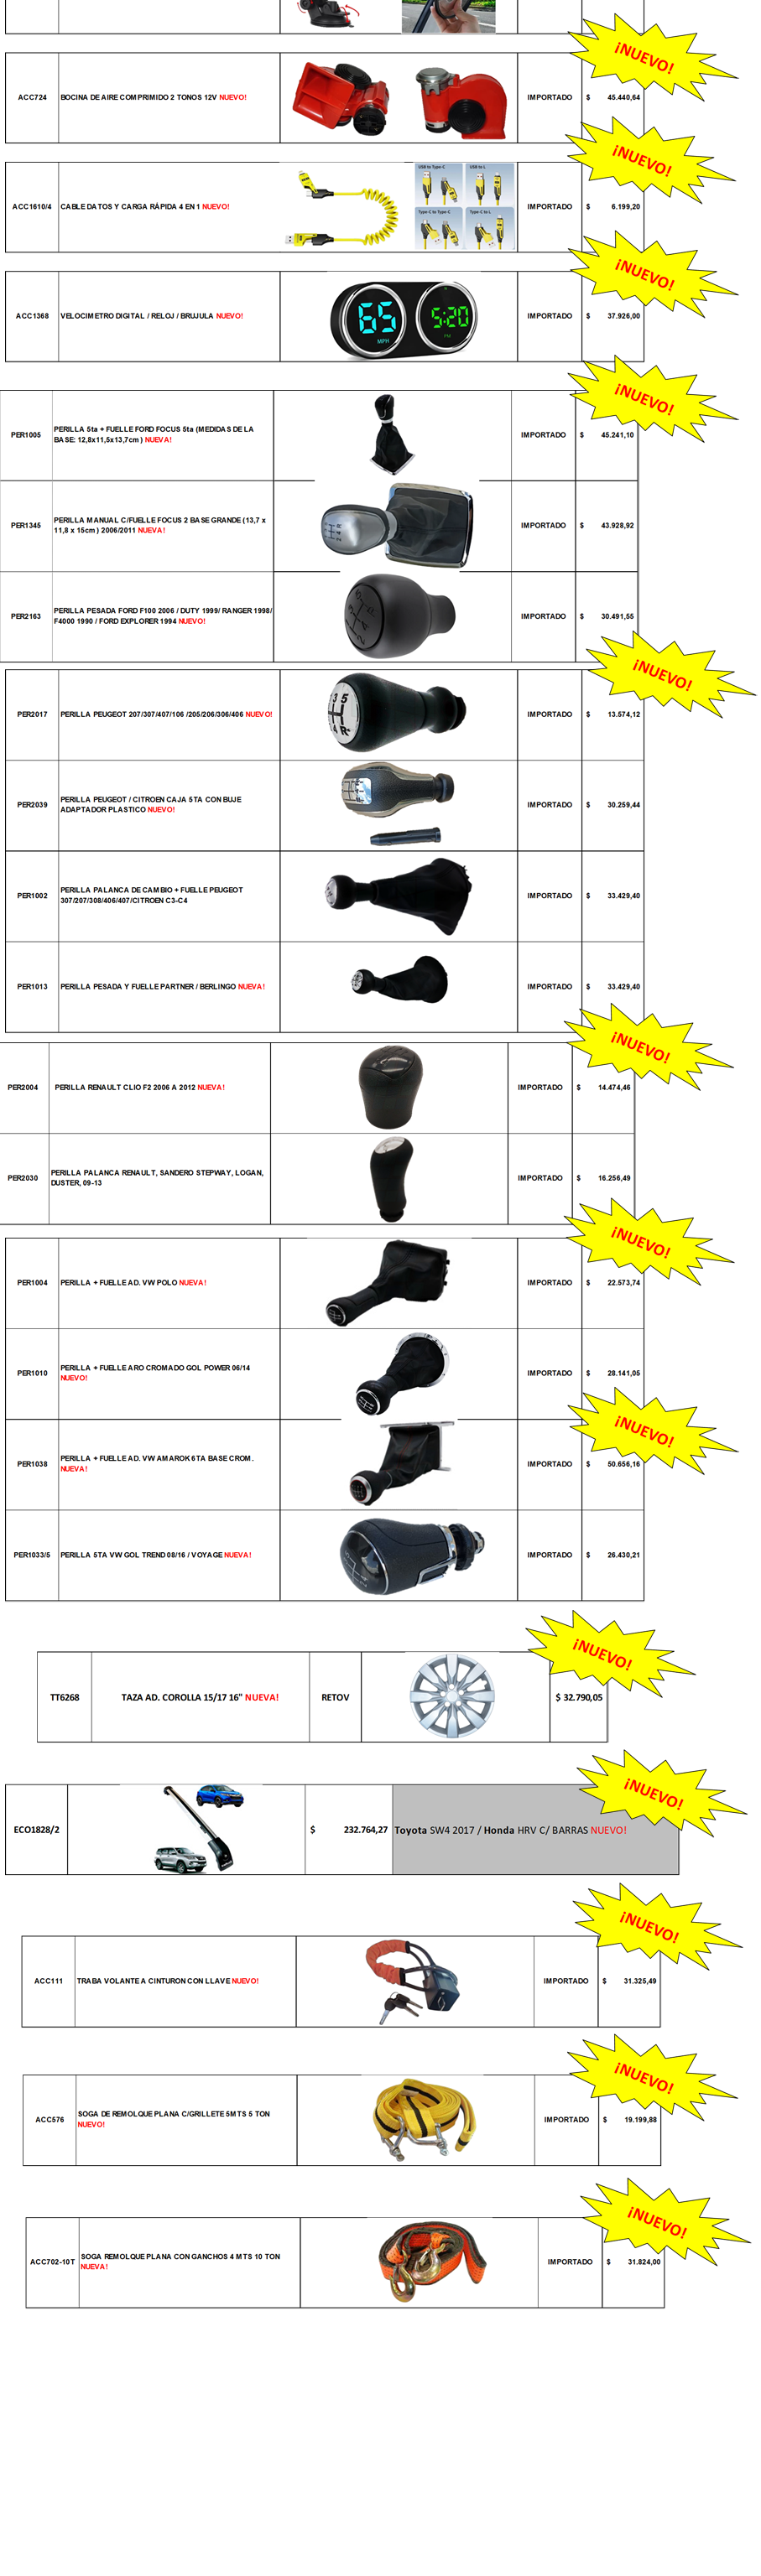 ¡NUEVO!
ACC724 BOCINA DE AIRE COMPRIMIDO 2 TONOS 12V NUEVO! IMPORTADO $ 45.440,64
¡NUEVO!
USB to Type-C USB to L
ACC1610/4 CABLE DATOS Y CARGA RÁPIDA 4 EN 1 NUEVO! IMPORTADO $ 6.199,20
Type-C to Type-C Type-C to L
¡NUEVO!
ACC1368 VELOCIMETRO DIGITAL / RELOJ / BRUJULA NUEVO! 65 MPH 5:20 PM IMPORTADO $ 37.926,00
¡NUEVO!
PER1005 PERILLA 5ta + FUELLE FORD FOCUS 5ta (MEDIDAS DE LA
BASE: 12,8x11,5x13,7cm ) NUEVA! IMPORTADO $ 45.241,10
PER1345 PERILLA MANUAL C/FUELLE FOCUS 2 BASE GRANDE (13,7 x
11,8 x 15cm ) 2006/2011 NUEVA! IMPORTADO $ 43.928,92
PER2163 PERILLA PESADA FORD F100 2006 / DUTY 1999/ RANGER 1998/
F4000 1990 / FORD EXPLORER 1994 NUEVO! IMPORTADO $ 30.491,55
¡NUEVO!
PER2017 PERILLA PEUGEOT 207/307/407/106 /205/206/306/406 NUEVO! IMPORTADO $ 13.574,12
PER2039 PERILLA PEUGEOT / CITROEN CAJA 5TA CON BUJE
ADAPTADOR PLASTICO NUEVO! IMPORTADO $ 30.259,44
PER1002 PERILLA PALANCA DE CAMBIO + FUELLE PEUGEOT
307/207/308/406/407/CITROEN C3-C4 IMPORTADO $ 33.429,40
PER1013 PERILLA PESADA Y FUELLE PARTNER / BERLINGO NUEVA! IMPORTADO $ 33.429,40
¡NUEVO!
PER2004 PERILLA RENAULT CLIO F2 2006 A 2012 NUEVA! IMPORTADO $ 14.474,46
PER2030 PERILLA PALANCA RENAULT, SANDERO STEPWAY, LOGAN,
DUSTER, 09-13 IMPORTADO $ 16.256,49
¡NUEVO!
PER1004 PERILLA + FUELLE AD. VW POLO NUEVA! IMPORTADO $ 22.573,74
PER1010 PERILLA + FUELLE ARO CROMADO GOL POWER 06/14
NUEVO! IMPORTADO $ 28.141,05
¡NUEVO!
PER1038 PERILLA + FUELLE AD. VW AMAROK 6TA BASE CROM.
NUEVA! IMPORTADO $ 50.656,16
PER1033/5 PERILLA 5TA VW GOL TREND 08/16 / VOYAGE NUEVA! IMPORTADO $ 26.430,21
¡NUEVO!
TT6268 TAZA AD. COROLLA 15/17 16" NUEVA! RETOV $ 32.790,05
¡NUEVO!
ECO1828/2 $ 232.764,27 Toyota SW4 2017 / Honda HRV C/ BARRAS NUEVO!
¡NUEVO!
ACC111 TRABA VOLANTE A CINTURON CON LLAVE NUEVO! IMPORTADO $ 31.325,49
¡NUEVO!
ACC576 SOGA DE REMOLQUE PLANA C/GRILLETE 5MTS 5 TON
NUEVO! IMPORTADO $ 19.199,88
¡NUEVO!
ACC702-10T SOGA REMOLQUE PLANA CON GANCHOS 4 MTS 10 TON
NUEVA! IMPORTADO $ 31.824,00